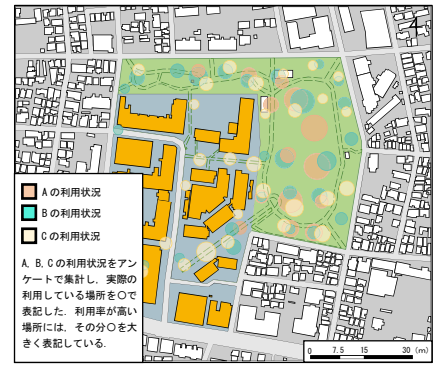 4
Aの利用状況
Bの利用状況
Cの利用状況
A, B, Cの利用状況をアン
ケートで集計し, 実際の
利用している場所を○で
表記した. 利用率が高い
場所には, その分○を大
きく表記している.
0 7.5 15 30 (m)